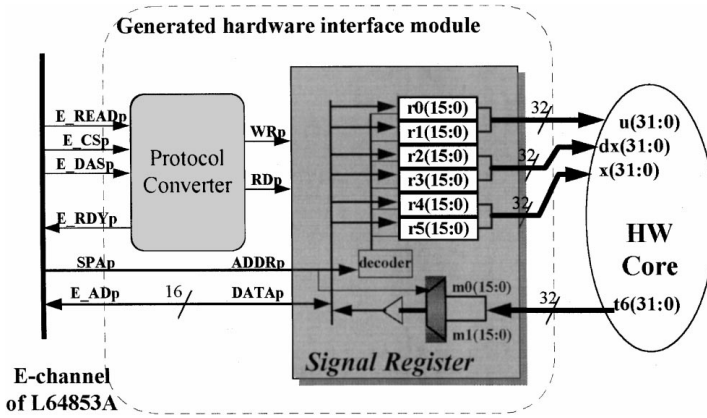 Generated hardware interface module
E_READp
E_CSp
E_DASp
E_RDYp
SPAp
E_ADp
16
Protocol
Converter
WRp
RDp
ADDRp
DATAp
r0(15:0)
r1(15:0)
r2(15:0)
r3(15:0)
r4(15:0)
r5(15:0)
decoder
m0(15:0)
m1(15:0)
Signal Register
32
32
32
32
u(31:0)
dx(31:0)
x(31:0)
HW
Core
t6(31:0)
E-channel
of L64853A